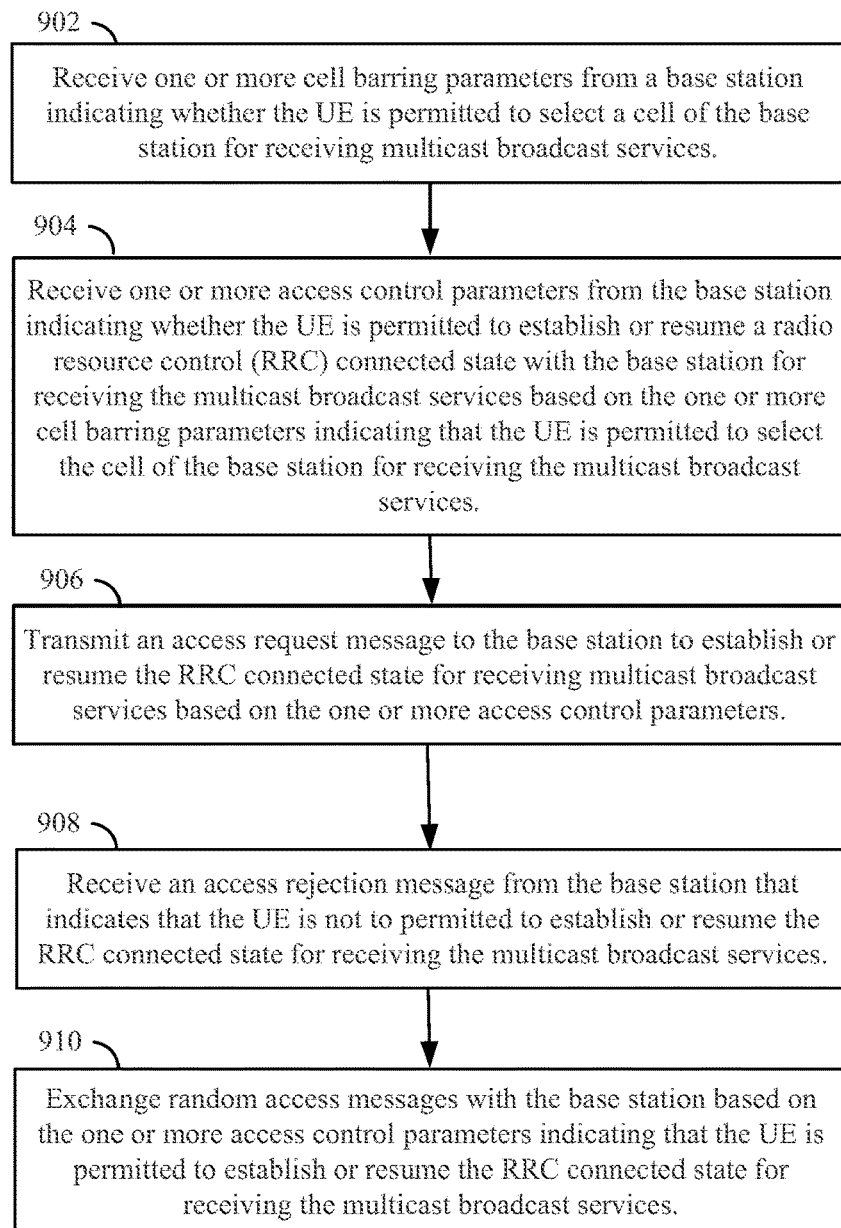 902
Receive one or more cell barring parameters from a base station
indicating whether the UE is permitted to select a cell of the base
station for receiving multicast broadcast services.
904
Receive one or more access control parameters from the base station
indicating whether the UE is permitted to establish or resume a radio
resource control (RRC) connected state with the base station for
receiving the multicast broadcast services based on the one or more
cell barring parameters indicating that the UE is permitted to select
the cell of the base station for receiving the multicast broadcast
services.
906
Transmit an access request message to the base station to establish or
resume the RRC connected state for receiving multicast broadcast
services based on the one or more access control parameters.
908
Receive an access rejection message from the base station that
indicates that the UE is not to permitted to establish or resume the
RRC connected state for receiving the multicast broadcast services.
910
Exchange random access messages with the base station based on
the one or more access control parameters indicating that the UE is
permitted to establish or resume the RRC connected state for
receiving the multicast broadcast services.